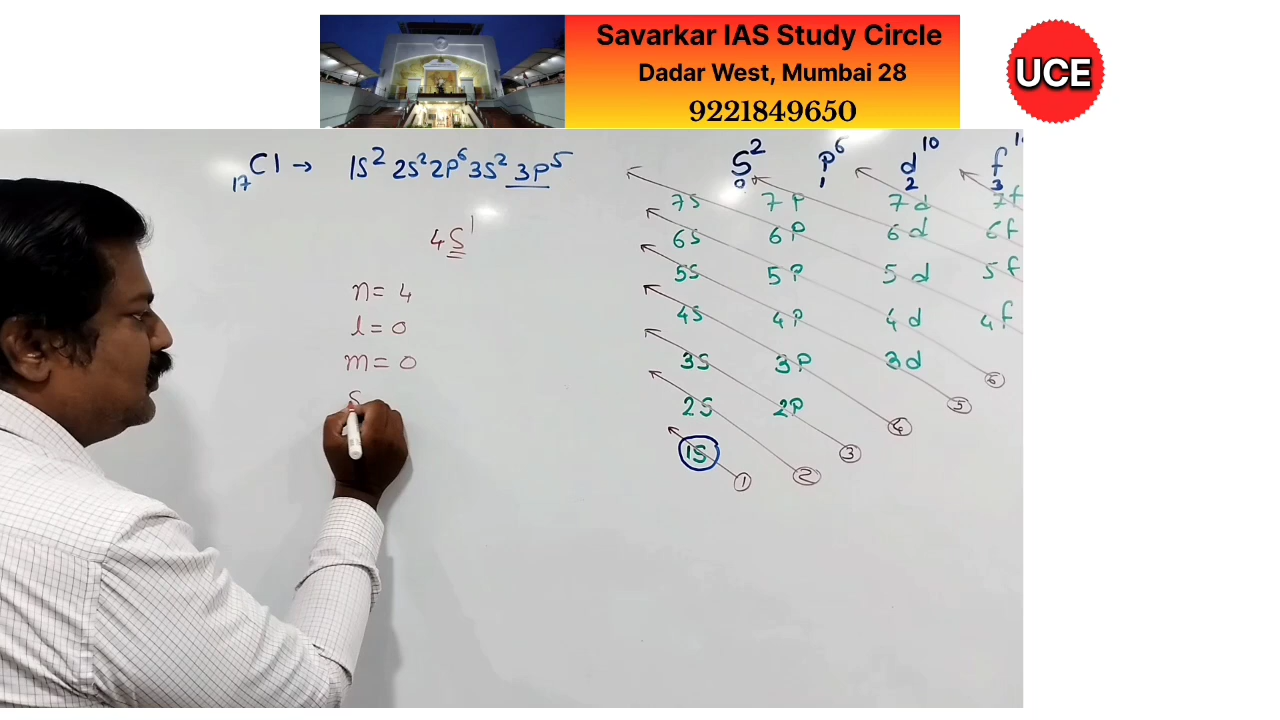 Savarkar IAS Study Circle
Dadar West, Mumbai 28
9221849650
UCE
₁₇Cl → 1S² 2S² 2P⁶ 3S² 3P⁵
4S¹
n = 4
l = 0
m = 0
S
S² P⁶ d¹⁰ f
0 1 2 3
7S 7P 7d 7f
6S 6P 6d 6f
5S 5P 5d 5f
4S 4P 4d 4f
3S 3P 3d
2S 2P
1S
6
5
4
3
2
1